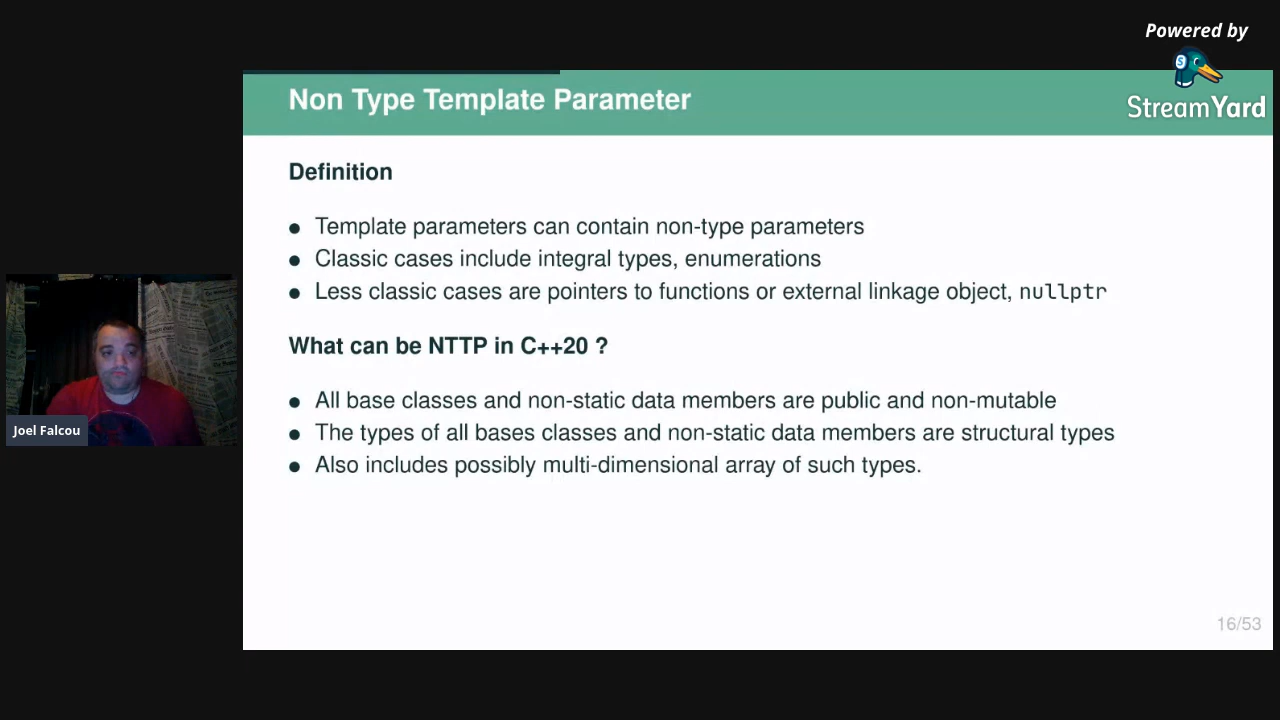 Powered by
StreamYard
Non Type Template Parameter
Definition
Template parameters can contain non-type parameters
Classic cases include integral types, enumerations
Less classic cases are pointers to functions or external linkage object, nullptr
What can be NTTP in C++20 ?
All base classes and non-static data members are public and non-mutable
The types of all bases classes and non-static data members are structural types
Also includes possibly multi-dimensional array of such types.
Joel Falcou
16/53